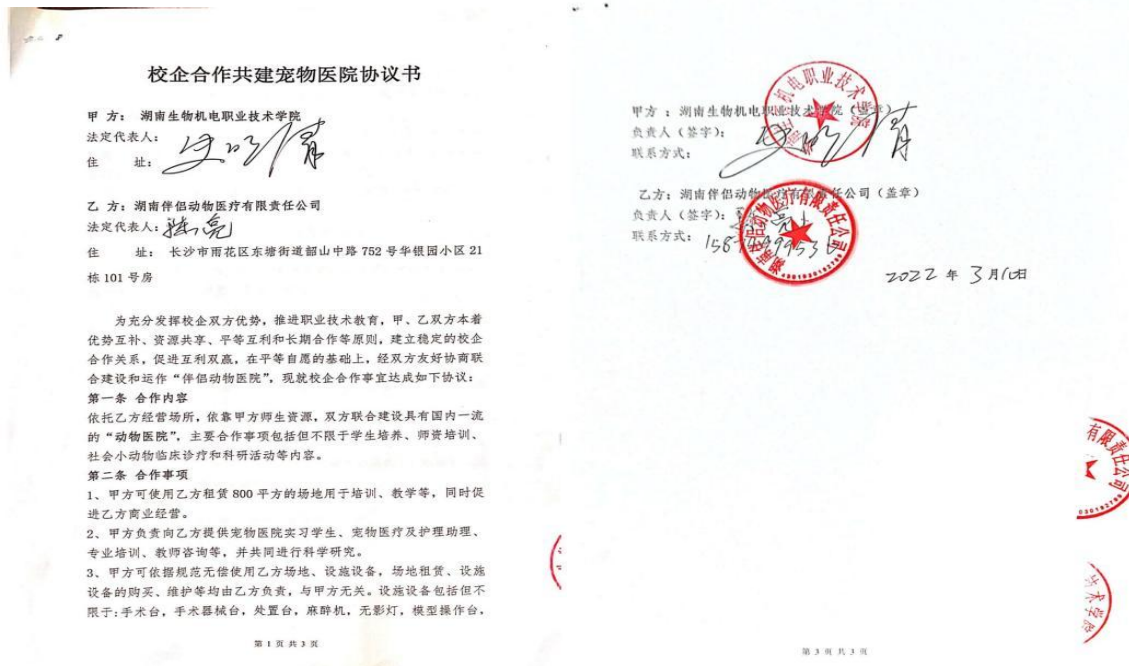 校企合作共建宠物医院协议书
甲 方： 湖南生物机电职业技术学院
法定代表人：
住 址：
乙 方：湖南伴侣动物医疗有限责任公司
法定代表人：
住 址： 长沙市雨花区东塘街道韶山中路 752 号华银园小区 21
栋 101 号房
为充分发挥校企双方优势，推进职业技术教育，甲、乙双方本着
优势互补、资源共享、平等互利和长期合作等原则，建立稳定的校企
合作关系，促进互利双赢，在平等自愿的基础上，经双方友好协商联
合建设和运作“伴侣动物医院”，现就校企合作事宜达成如下协议：
第一条 合作内容
依托乙方经营场所，依靠甲方师生资源，双方联合建设具有国内一流
的“动物医院”，主要合作事项包括但不限于学生培养、师资培训、
社会小动物临床诊疗和科研活动等内容。
第二条 合作事项
1、甲方可使用乙方租赁 800 平方的场地用于培训、教学等，同时促
进乙方商业经营。
2、甲方负责向乙方提供宠物医院实习学生、宠物医疗及护理助理、
专业培训、教师咨询等，并共同进行科学研究。
3、甲方可依据规范无偿使用乙方场地、设施设备，场地租赁、设施
设备的购买、维护等均由乙方负责，与甲方无关。设施设备包括但不
限于:手术台，手术器械台，处置台，麻醉机，无影灯，模型操作台，
第 1 页 共 3 页
甲方 ：湖南生物机电职业技术学院（盖章）
负责人（签字）：
联系方式：
乙方：湖南伴侣动物医疗有限责任公司（盖章）
负责人（签字）：
联系方式：
2022 年 3 月 10 日
有限责任公司
术学院
第 3 页 共 3 页